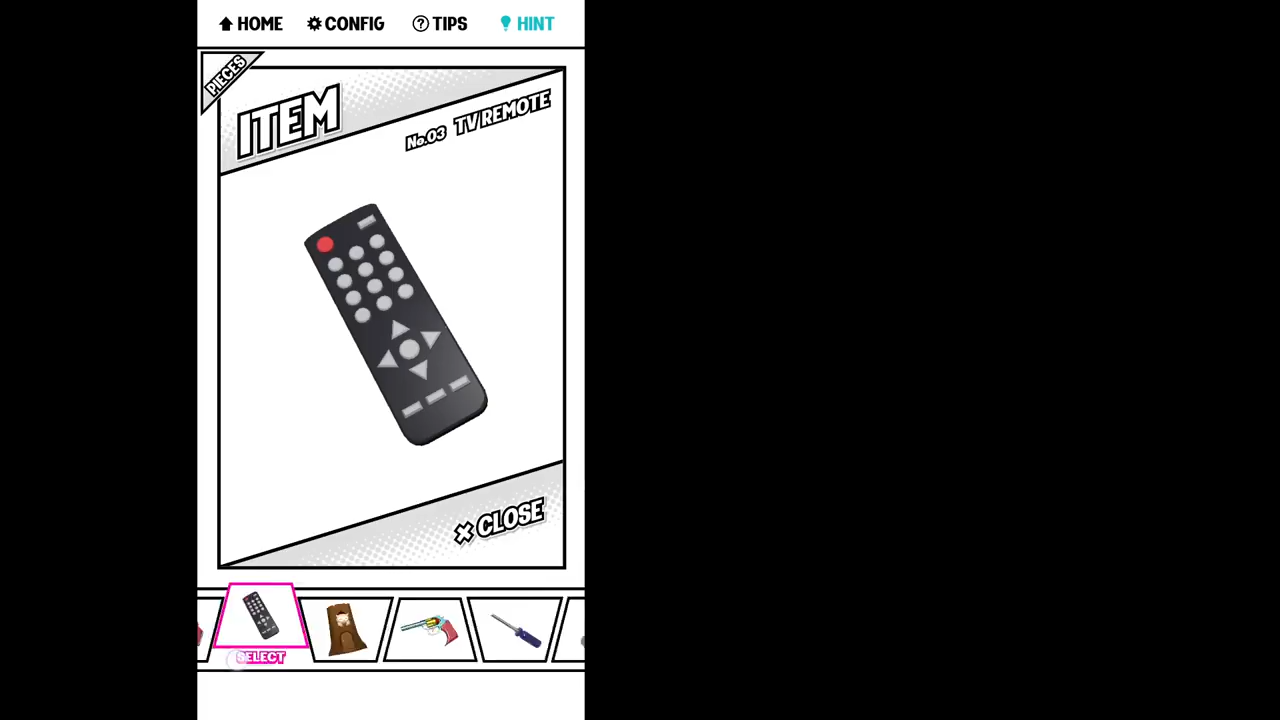 HOME CONFIG TIPS HINT
PIECES
ITEM
No.03 TV REMOTE
CLOSE
SELECT